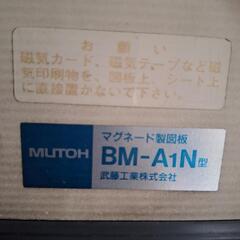 お願い
磁気カード、磁気テープなど磁
気印刷物を、図板上、シート上
に直接置かないで下さい
MUTOH
マグネード製図板
BM-A1N型
武藤工業株式会社